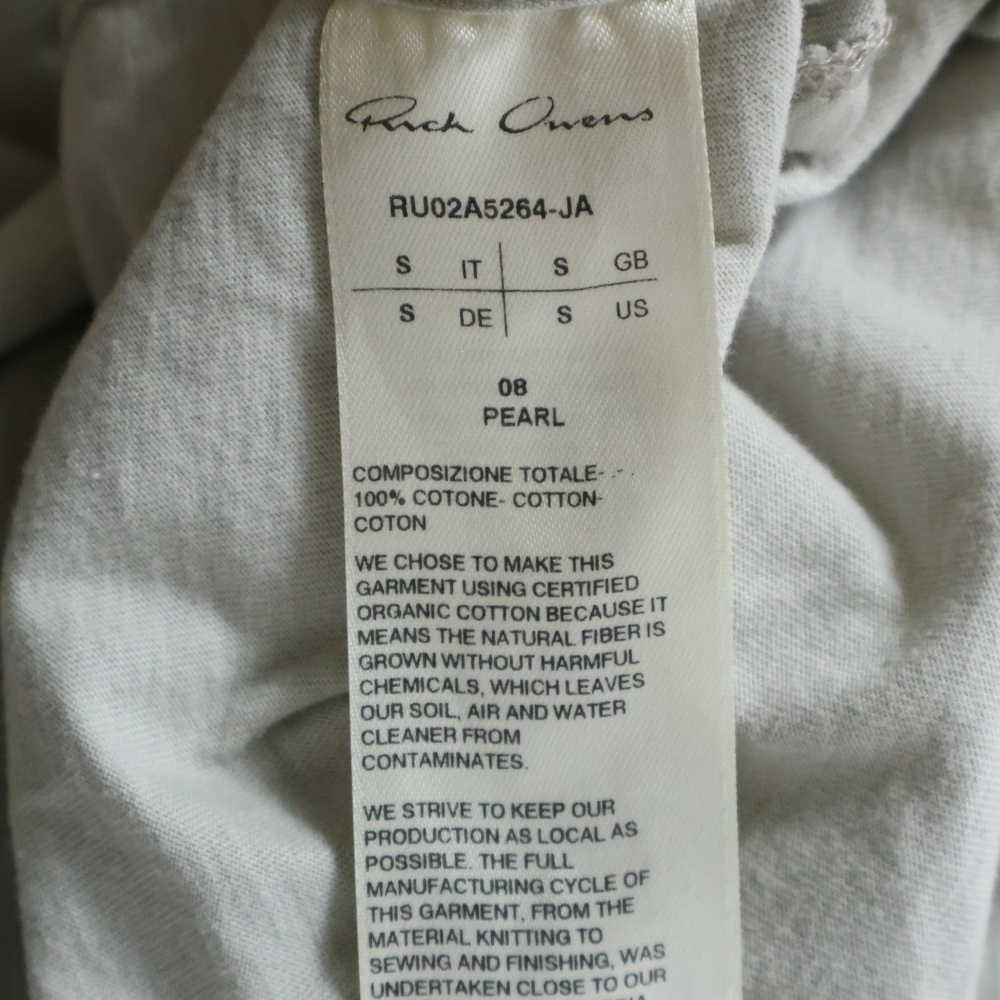 Rick Owens
RU02A5264-JA
S IT S GB
S DE S US
08
PEARL
COMPOSIZIONE TOTALE-
100% COTONE- COTTON-
COTON
WE CHOSE TO MAKE THIS
GARMENT USING CERTIFIED
ORGANIC COTTON BECAUSE IT
MEANS THE NATURAL FIBER IS
GROWN WITHOUT HARMFUL
CHEMICALS, WHICH LEAVES
OUR SOIL, AIR AND WATER
CLEANER FROM
CONTAMINATES.
WE STRIVE TO KEEP OUR
PRODUCTION AS LOCAL AS
POSSIBLE. THE FULL
MANUFACTURING CYCLE OF
THIS GARMENT, FROM THE
MATERIAL KNITTING TO
SEWING AND FINISHING, WAS
UNDERTAKEN CLOSE TO OUR